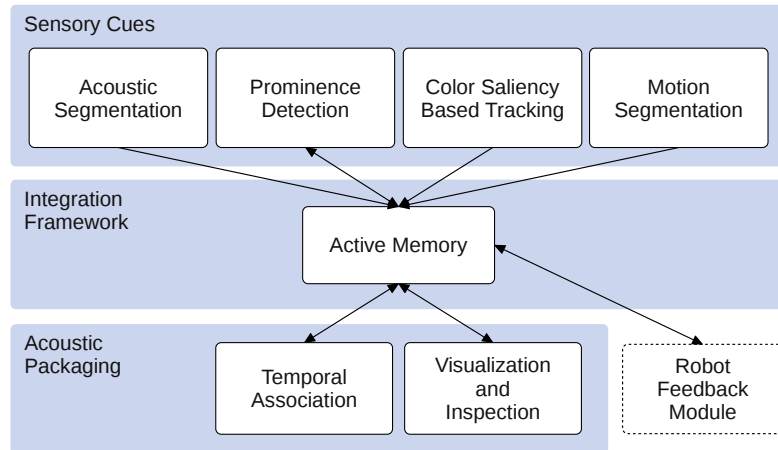 Sensory Cues
Acoustic
Segmentation
Prominence
Detection
Color Saliency
Based Tracking
Motion
Segmentation
Integration
Framework
Active Memory
Acoustic
Packaging
Temporal
Association
Visualization
and
Inspection
Robot
Feedback
Module